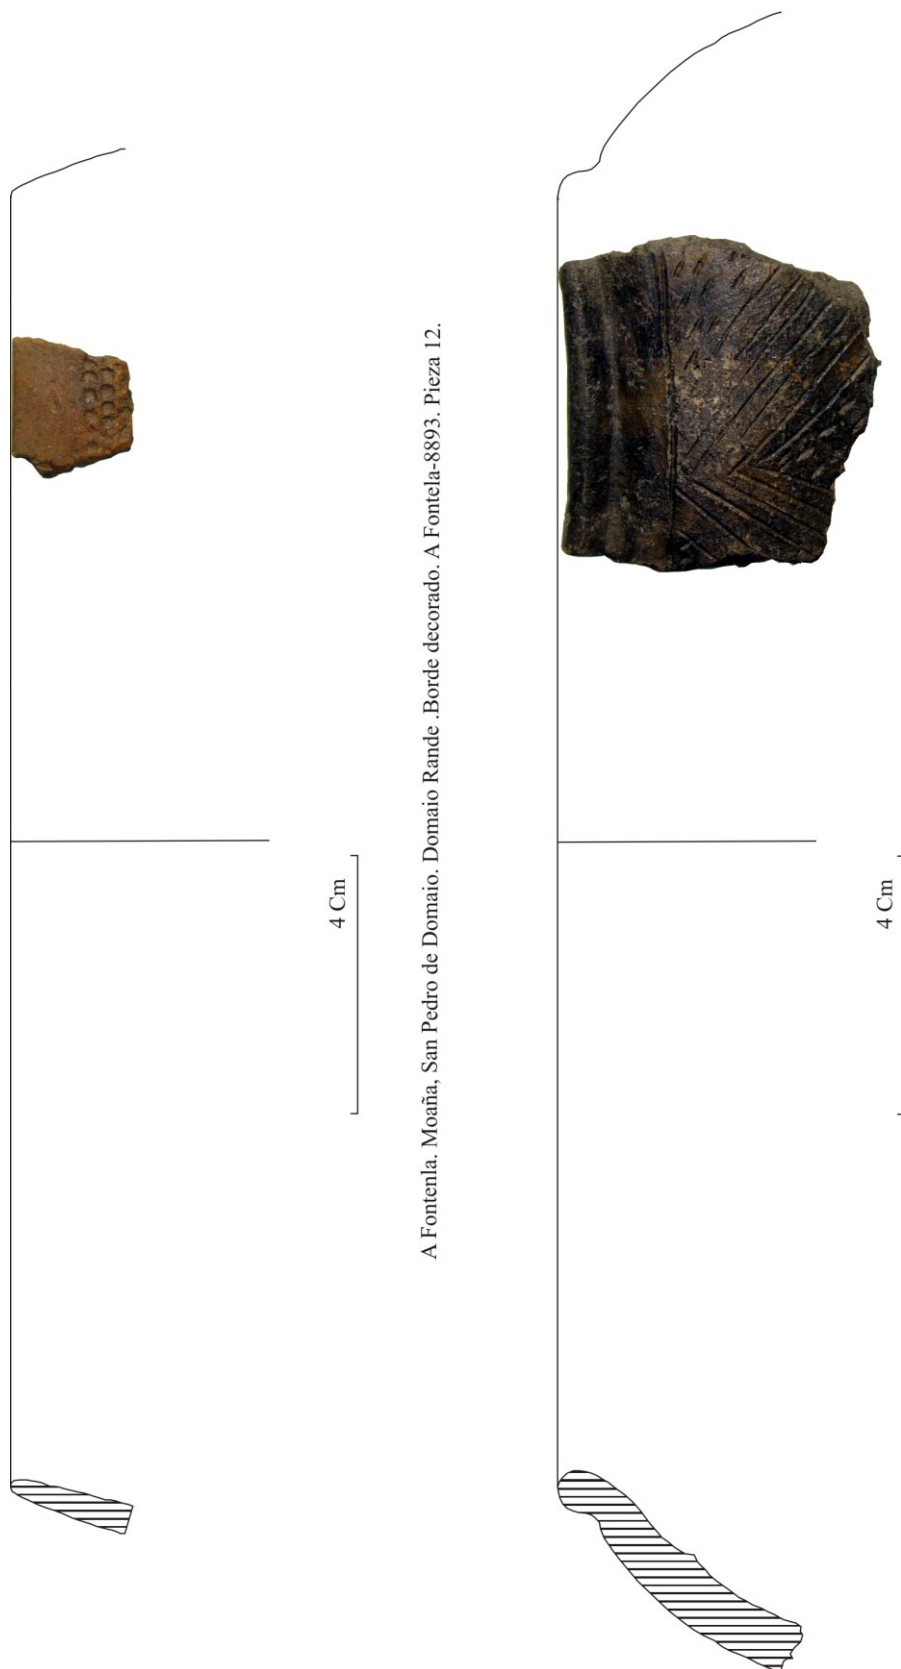 4 Cm
A Fontenla. Moaña, San Pedro de Domaio. Domaio Rande .Borde decorado. A Fontela-8893. Pieza 12.
4 Cm